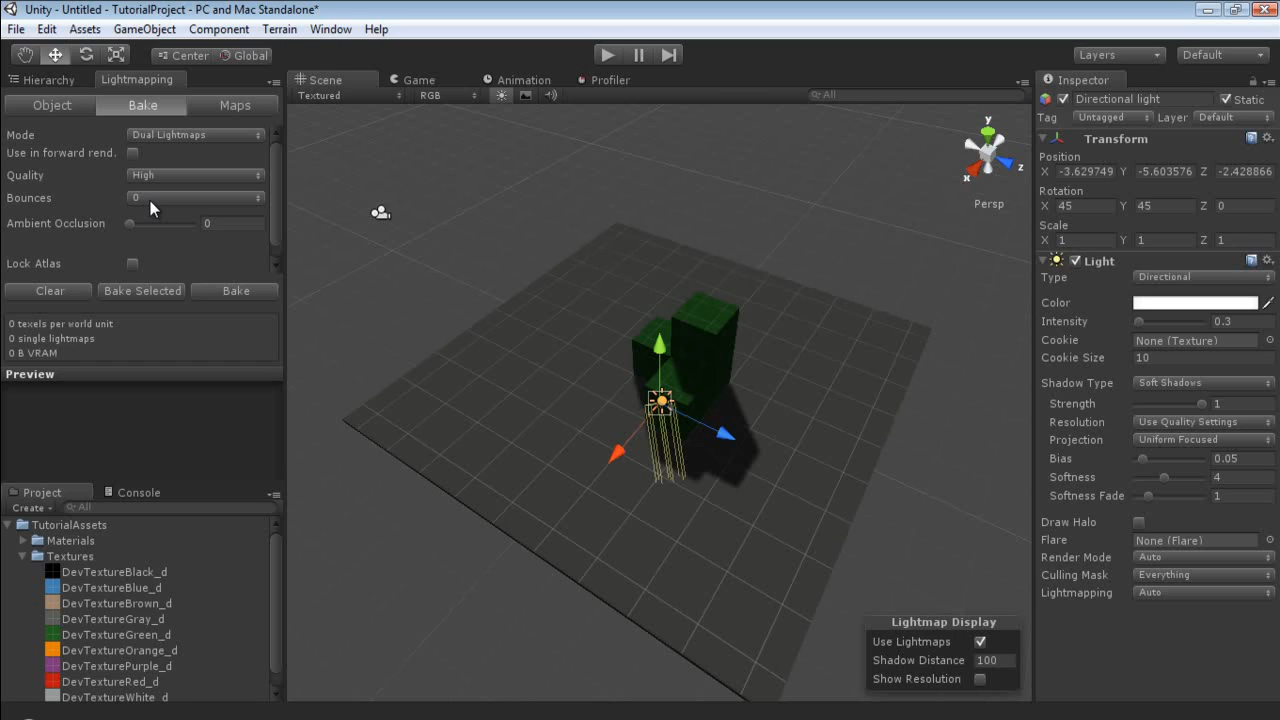 Unity - Untitled - TutorialProject - PC and Mac Standalone*
File Edit Assets GameObject Component Terrain Window Help
Center Global Layers Default
Hierarchy Lightmapping
Object Bake Maps
Mode Dual Lightmaps
Use in forward rend.
Quality High
Bounces 0
Ambient Occlusion 0
Lock Atlas
Clear Bake Selected Bake
0 texels per world unit
0 single lightmaps
0 B VRAM
Preview
Project Console
Create All
TutorialAssets
Materials
Textures
DevTextureBlack_d
DevTextureBlue_d
DevTextureBrown_d
DevTextureGray_d
DevTextureGreen_d
DevTextureOrange_d
DevTexturePurple_d
DevTextureRed_d
DevTextureWhite_d
Scene Game Animation Profiler
Textured RGB All
y
x z
Persp
Lightmap Display
Use Lightmaps
Shadow Distance 100
Show Resolution
Inspector
Directional light Static
Tag Untagged Layer Default
Transform
Position
X -3.629749 Y -5.603576 Z -2.428866
Rotation
X 45 Y 45 Z 0
Scale
X 1 Y 1 Z 1
Light
Type Directional
Color
Intensity 0.3
Cookie None (Texture)
Cookie Size 10
Shadow Type Soft Shadows
Strength 1
Resolution Use Quality Settings
Projection Uniform Focused
Bias 0.05
Softness 4
Softness Fade 1
Draw Halo
Flare None (Flare)
Render Mode Auto
Culling Mask Everything
Lightmapping Auto